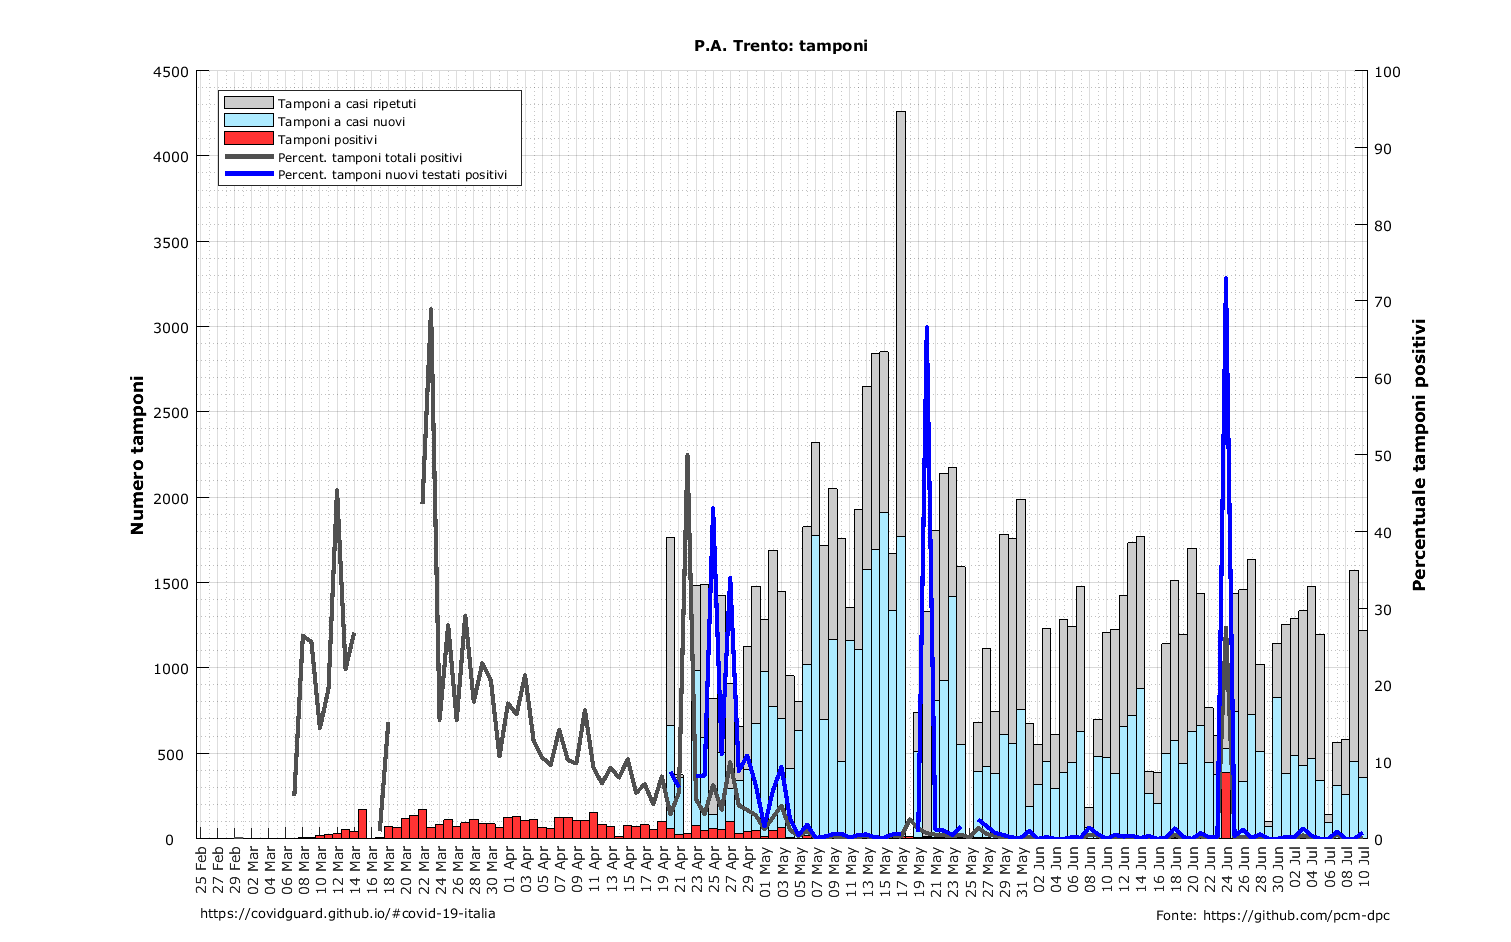 P.A. Trento: tamponi
Tamponi a casi ripetuti
Tamponi a casi nuovi
Tamponi positivi
Percent. tamponi totali positivi
Percent. tamponi nuovi testati positivi
Numero tamponi
4500
4000
3500
3000
2500
2000
1500
1000
500
0
100
90
80
70
60
50
40
30
20
10
0
Percentuale tamponi positivi
25 Feb
27 Feb
29 Feb
02 Mar
04 Mar
06 Mar
08 Mar
10 Mar
12 Mar
14 Mar
16 Mar
18 Mar
20 Mar
22 Mar
24 Mar
26 Mar
28 Mar
30 Mar
01 Apr
03 Apr
05 Apr
07 Apr
09 Apr
11 Apr
13 Apr
15 Apr
17 Apr
19 Apr
21 Apr
23 Apr
25 Apr
27 Apr
29 Apr
01 May
03 May
05 May
07 May
09 May
11 May
13 May
15 May
17 May
19 May
21 May
23 May
25 May
27 May
29 May
31 May
02 Jun
04 Jun
06 Jun
08 Jun
10 Jun
12 Jun
14 Jun
16 Jun
18 Jun
20 Jun
22 Jun
24 Jun
26 Jun
28 Jun
30 Jun
02 Jul
04 Jul
06 Jul
08 Jul
10 Jul
https://covidguard.github.io/#covid-19-italia
Fonte: https://github.com/pcm-dpc